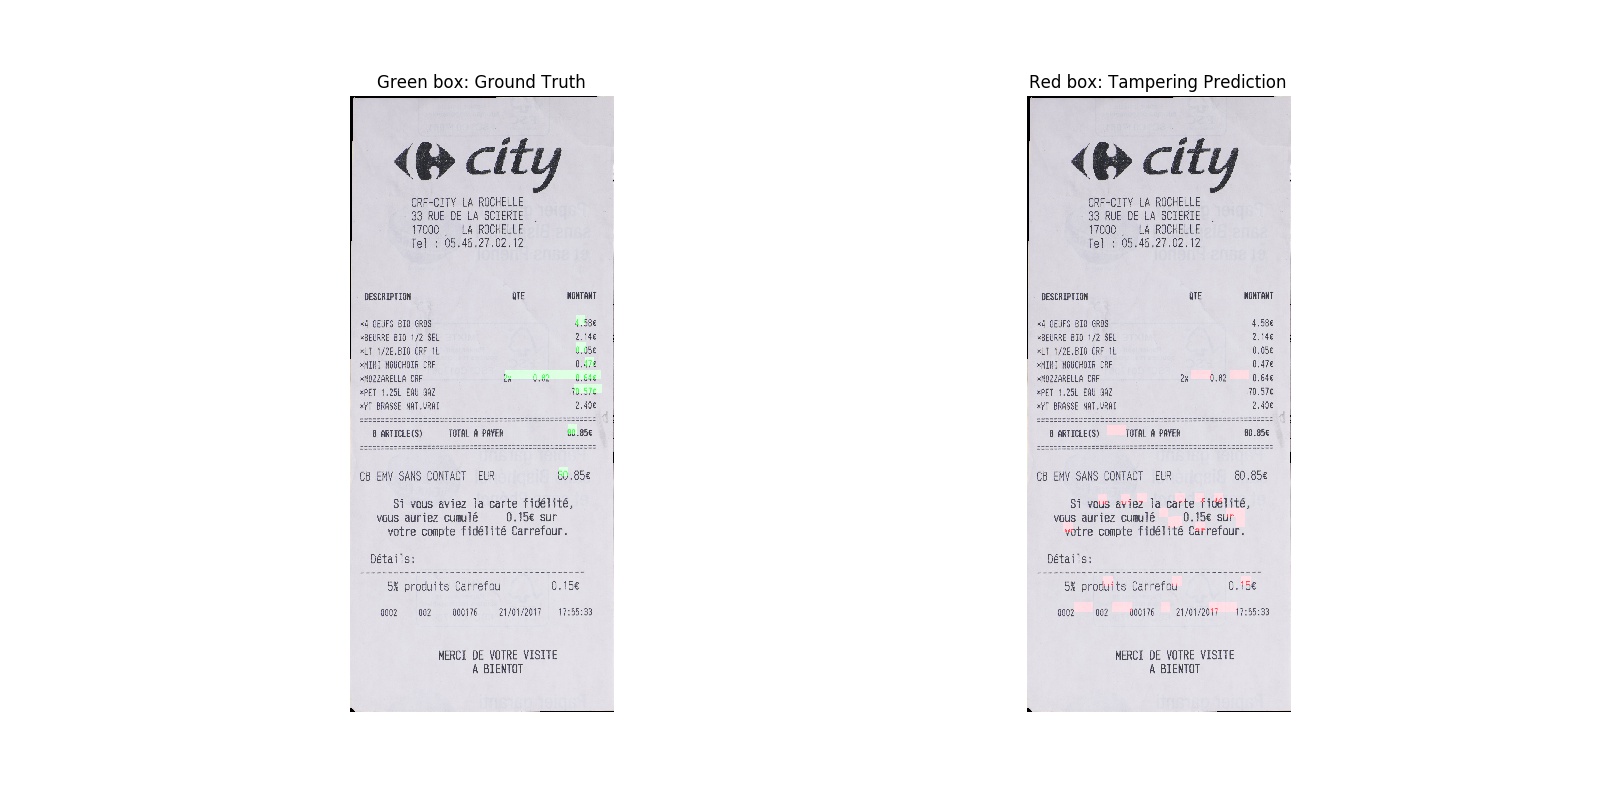 Green box: Ground Truth
city
CRF-CITY LA ROCHELLE
33 RUE DE LA SCIERIE
17000 LA ROCHELLE
Tel : 05.46.27.02.12
DESCRIPTION QTE MONTANT
*4 OEUFS BIO GROS 4.58€
*BEURRE BIO 1/2 SEL 2.14€
*LT 1/2E.BIO CRF 1L 0.05€
*MINI MOUCHOIR CRF 0.47€
*MOZZARELLA CRF 2x 0.82 0.64€
*PET 1.25L EAU GAZ 70.57€
*YT BRASSE NAT.VRAI 2.40€
8 ARTICLE(S) TOTAL A PAYER 80.85€
CB EMV SANS CONTACT EUR 80.85€
Si vous aviez la carte fidélité,
vous auriez cumulé 0.15€ sur
votre compte fidélité Carrefour.
Détails:
5% produits Carrefou 0.15€
0002 002 000176 21/01/2017 17:55:33
MERCI DE VOTRE VISITE
A BIENTOT
Red box: Tampering Prediction
city
CRF-CITY LA ROCHELLE
33 RUE DE LA SCIERIE
17000 LA ROCHELLE
Tel : 05.46.27.02.12
DESCRIPTION QTE MONTANT
*4 OEUFS BIO GROS 4.58€
*BEURRE BIO 1/2 SEL 2.14€
*LT 1/2E.BIO CRF 1L 0.05€
*MINI MOUCHOIR CRF 0.47€
*MOZZARELLA CRF 2x 0.82 0.64€
*PET 1.25L EAU GAZ 70.57€
*YT BRASSE NAT.VRAI 2.40€
8 ARTICLE(S) TOTAL A PAYER 80.85€
CB EMV SANS CONTACT EUR 80.85€
Si vous aviez la carte fidélité,
vous auriez cumulé 0.15€ sur
votre compte fidélité Carrefour.
Détails:
5% produits Carrefou 0.15€
0002 002 000176 21/01/2017 17:55:33
MERCI DE VOTRE VISITE
A BIENTOT